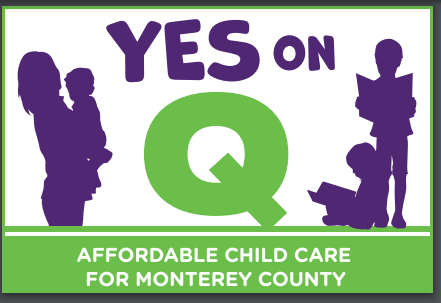 YES ON
Q
AFFORDABLE CHILD CARE
FOR MONTEREY COUNTY